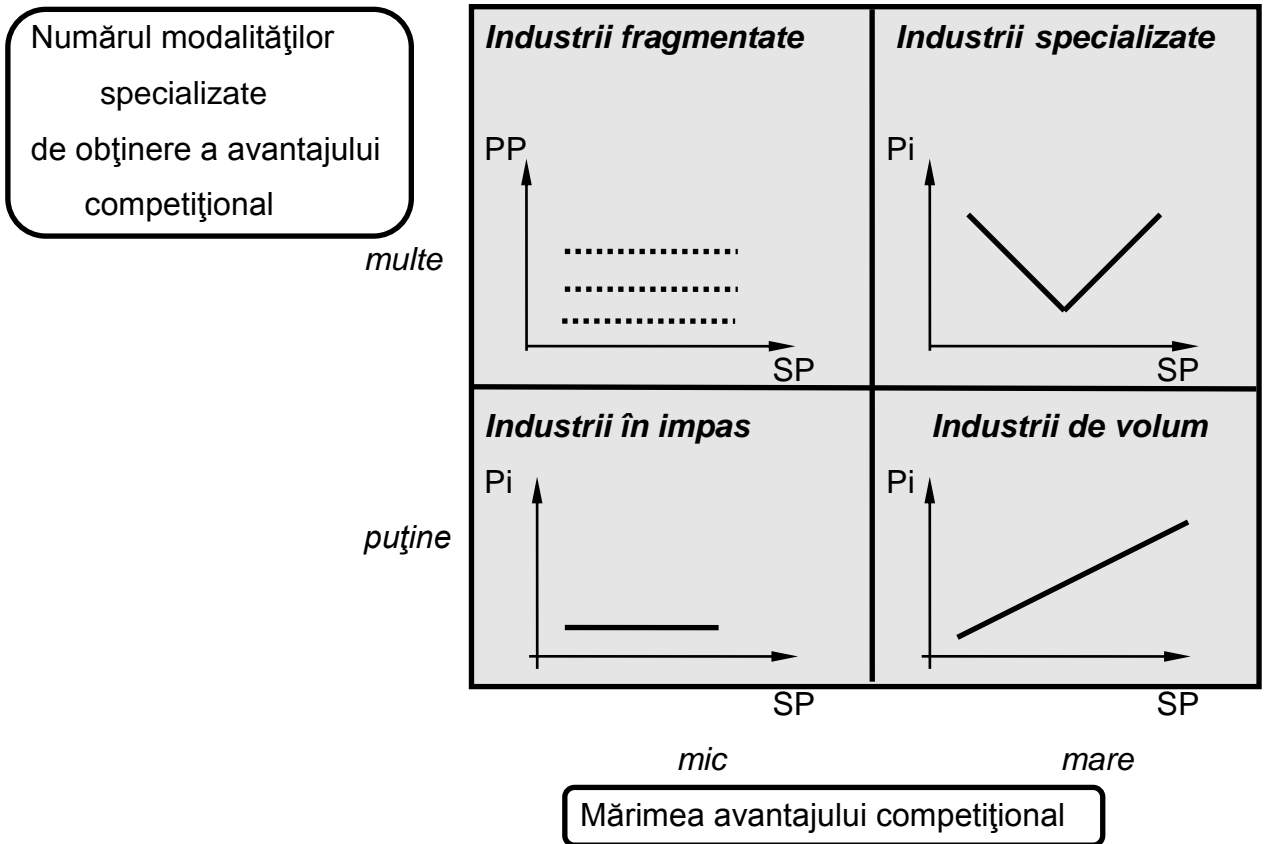 Numărul modalităţilor
specializate
de obţinere a avantajului
competiţional
multe
Industrii fragmentate
PP
SP
Industrii specializate
Pi
SP
puţine
Industrii în impas
Pi
SP
Industrii de volum
Pi
SP
mic
mare
Mărimea avantajului competiţional